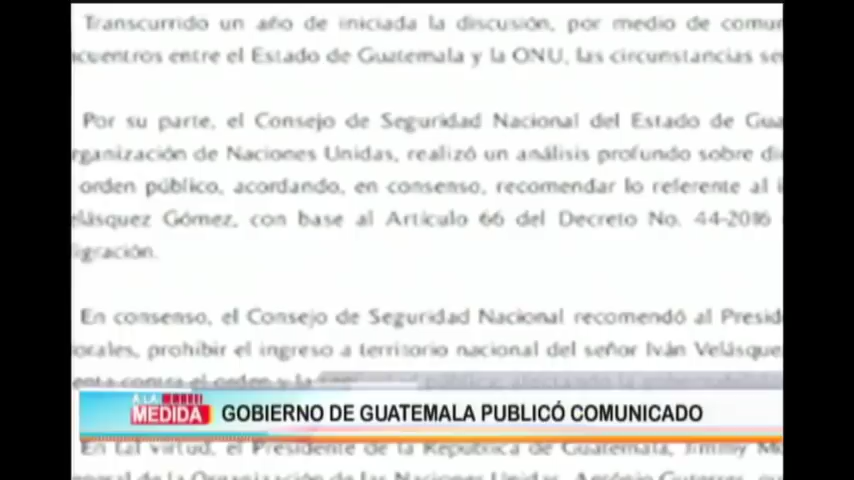 Transcurrido un año de iniciada la discusión, por medio de comu
cuentros entre el Estado de Guatemala y la ONU, las circunstancias se
Por su parte, el Consejo de Seguridad Nacional del Estado de Gua
rganización de Naciones Unidas, realizó un análisis profundo sobre di
orden público, acordando, en consenso, recomendar lo referente al i
elásquez Gómez, con base al Artículo 66 del Decreto No. 44-2016
igración.
En consenso, el Consejo de Seguridad Nacional recomendó al Presid
orales, prohibir el ingreso a territorio nacional del señor Iván Velásque
enta contra el orden y la
A LA MEDIDA
GOBIERNO DE GUATEMALA PUBLICÓ COMUNICADO
En tal virtud, el Presidente de la República de Guatemala, Jimmy Mo
eneral de la Organización de las Naciones Unidas, António Guterres,